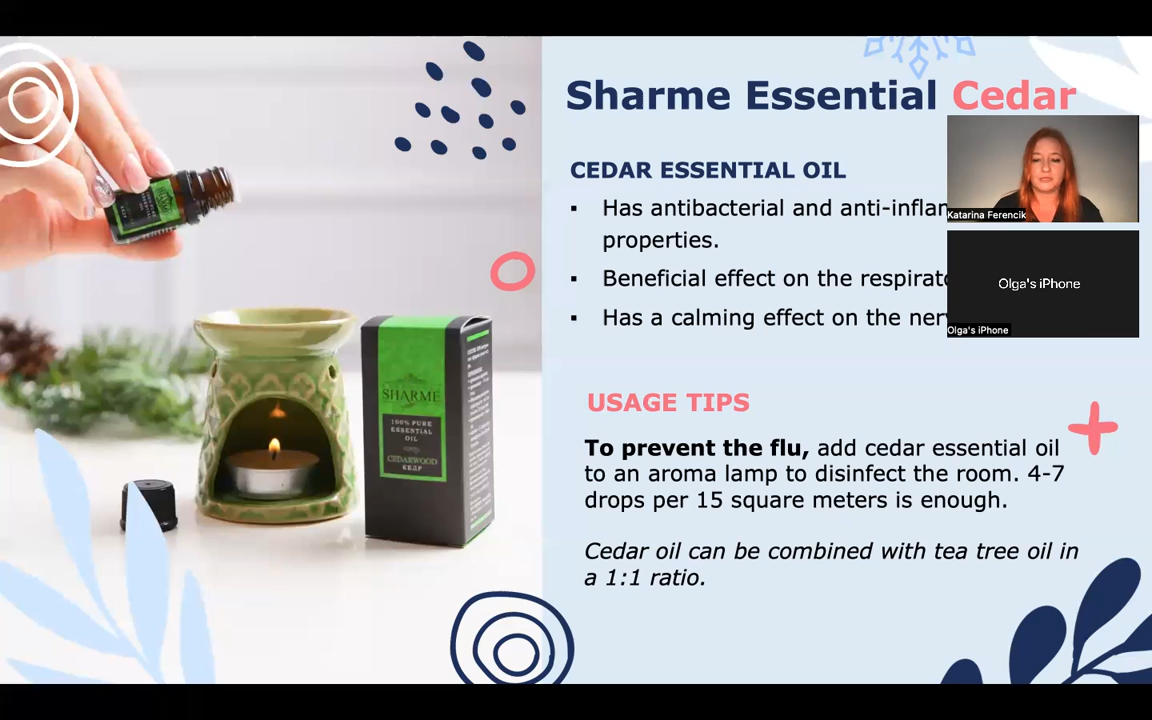 Sharme Essential Cedar
CEDAR ESSENTIAL OIL
▪ Has antibacterial and anti-inflam
properties.
▪ Beneficial effect on the respirato
▪ Has a calming effect on the nerv
Katarina Ferencik
Olga's iPhone
Olga's iPhone
USAGE TIPS
To prevent the flu, add cedar essential oil
to an aroma lamp to disinfect the room. 4-7
drops per 15 square meters is enough.
Cedar oil can be combined with tea tree oil in
a 1:1 ratio.
SHARME
100% PURE
ESSENTIAL
OIL
CEDARWOOD
КЕДР